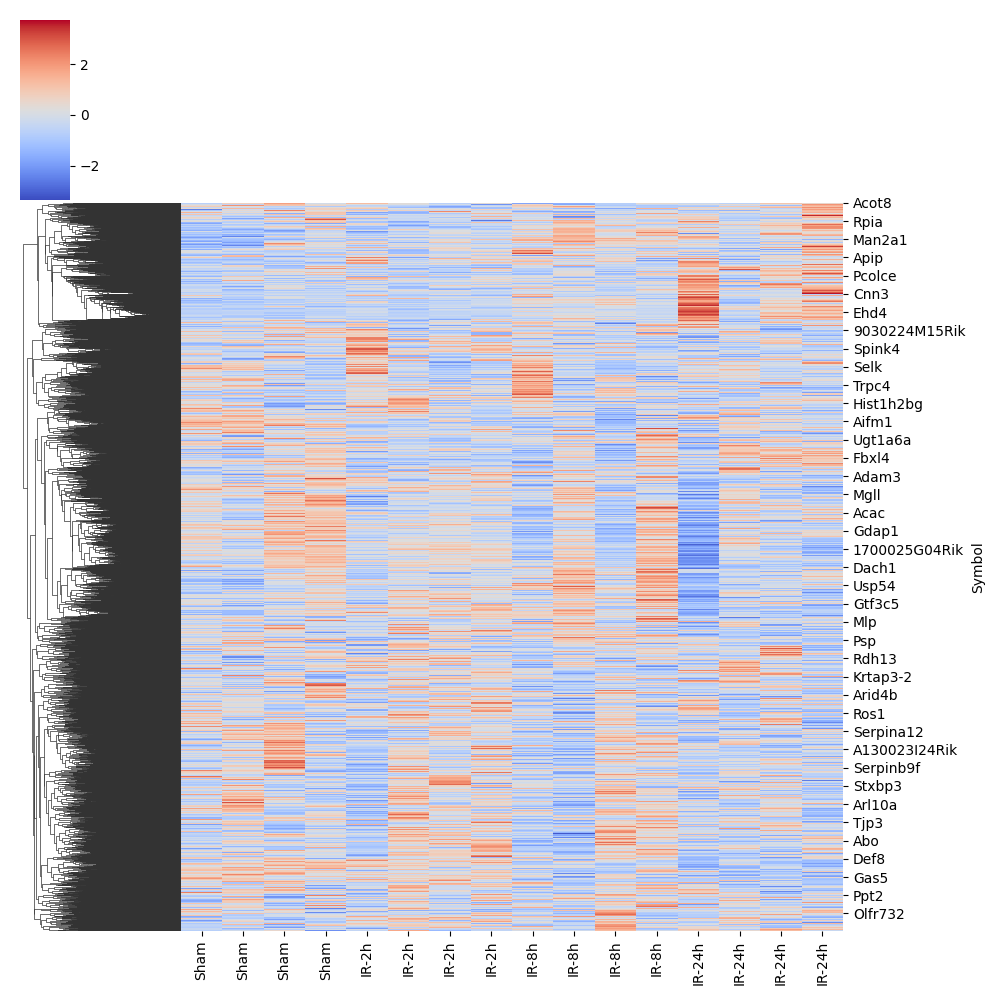 2
0
−2
Acot8
Rpia
Man2a1
Apip
Pcolce
Cnn3
Ehd4
9030224M15Rik
Spink4
Selk
Trpc4
Hist1h2bg
Aifm1
Ugt1a6a
Fbxl4
Adam3
Mgll
Acac
Gdap1
1700025G04Rik
Dach1
Usp54
Gtf3c5
Mlp
Psp
Rdh13
Krtap3-2
Arid4b
Ros1
Serpina12
A130023I24Rik
Serpinb9f
Stxbp3
Arl10a
Tjp3
Abo
Def8
Gas5
Ppt2
Olfr732
Symbol
Sham
Sham
Sham
Sham
IR-2h
IR-2h
IR-2h
IR-2h
IR-8h
IR-8h
IR-8h
IR-8h
IR-24h
IR-24h
IR-24h
IR-24h